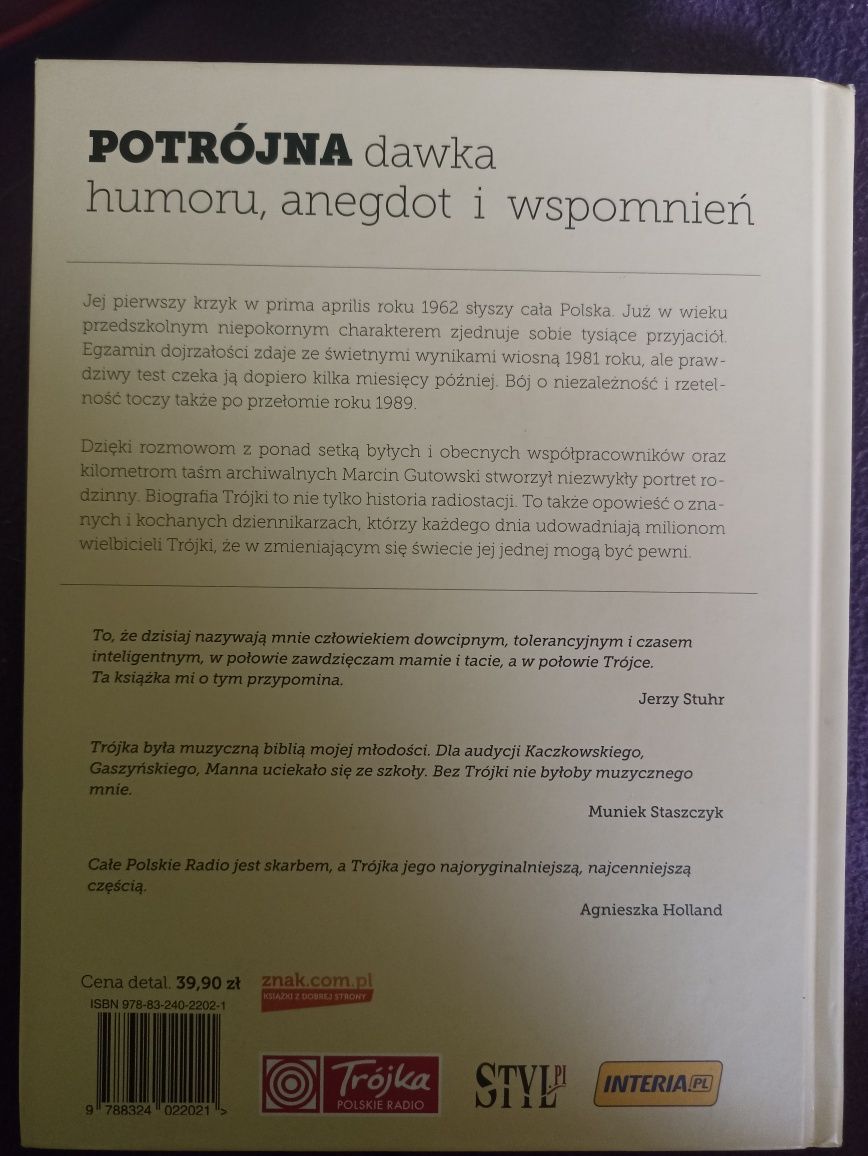 POTRÓJNA dawka
humoru, anegdot i wspomnień
Jej pierwszy krzyk w prima aprilis roku 1962 słyszy cała Polska. Już w wieku
przedszkolnym niepokornym charakterem zjednuje sobie tysiące przyjaciół.
Egzamin dojrzałości zdaje ze świetnymi wynikami wiosną 1981 roku, ale praw-
dziwy test czeka ją dopiero kilka miesięcy później. Bój o niezależność i rzetel-
ność toczy także po przełomie roku 1989.
Dzięki rozmowom z ponad setką byłych i obecnych współpracowników oraz
kilometrom taśm archiwalnych Marcin Gutowski stworzył niezwykły portret ro-
dzinny. Biografia Trójki to nie tylko historia radiostacji. To także opowieść o zna-
nych i kochanych dziennikarzach, którzy każdego dnia udowadniają milionom
wielbicieli Trójki, że w zmieniającym się świecie jej jednej mogą być pewni.
To, że dzisiaj nazywają mnie człowiekiem dowcipnym, tolerancyjnym i czasem
inteligentnym, w połowie zawdzięczam mamie i tacie, a w połowie Trójce.
Ta książka mi o tym przypomina.
Jerzy Stuhr
Trójka była muzyczną biblią mojej młodości. Dla audycji Kaczkowskiego,
Gaszyńskiego, Manna uciekało się ze szkoły. Bez Trójki nie byłoby muzycznego
mnie.
Muniek Staszczyk
Całe Polskie Radio jest skarbem, a Trójka jego najoryginalniejszą, najcenniejszą
częścią.
Agnieszka Holland
Cena detal. 39,90 zł
ISBN 978-83-240-2202-1
9 788324 022021 >
znak.com.pl
KSIĄŻKI Z DOBREJ STRONY
Trójka
POLSKIE RADIO
STYL.PI
INTERIA.PL